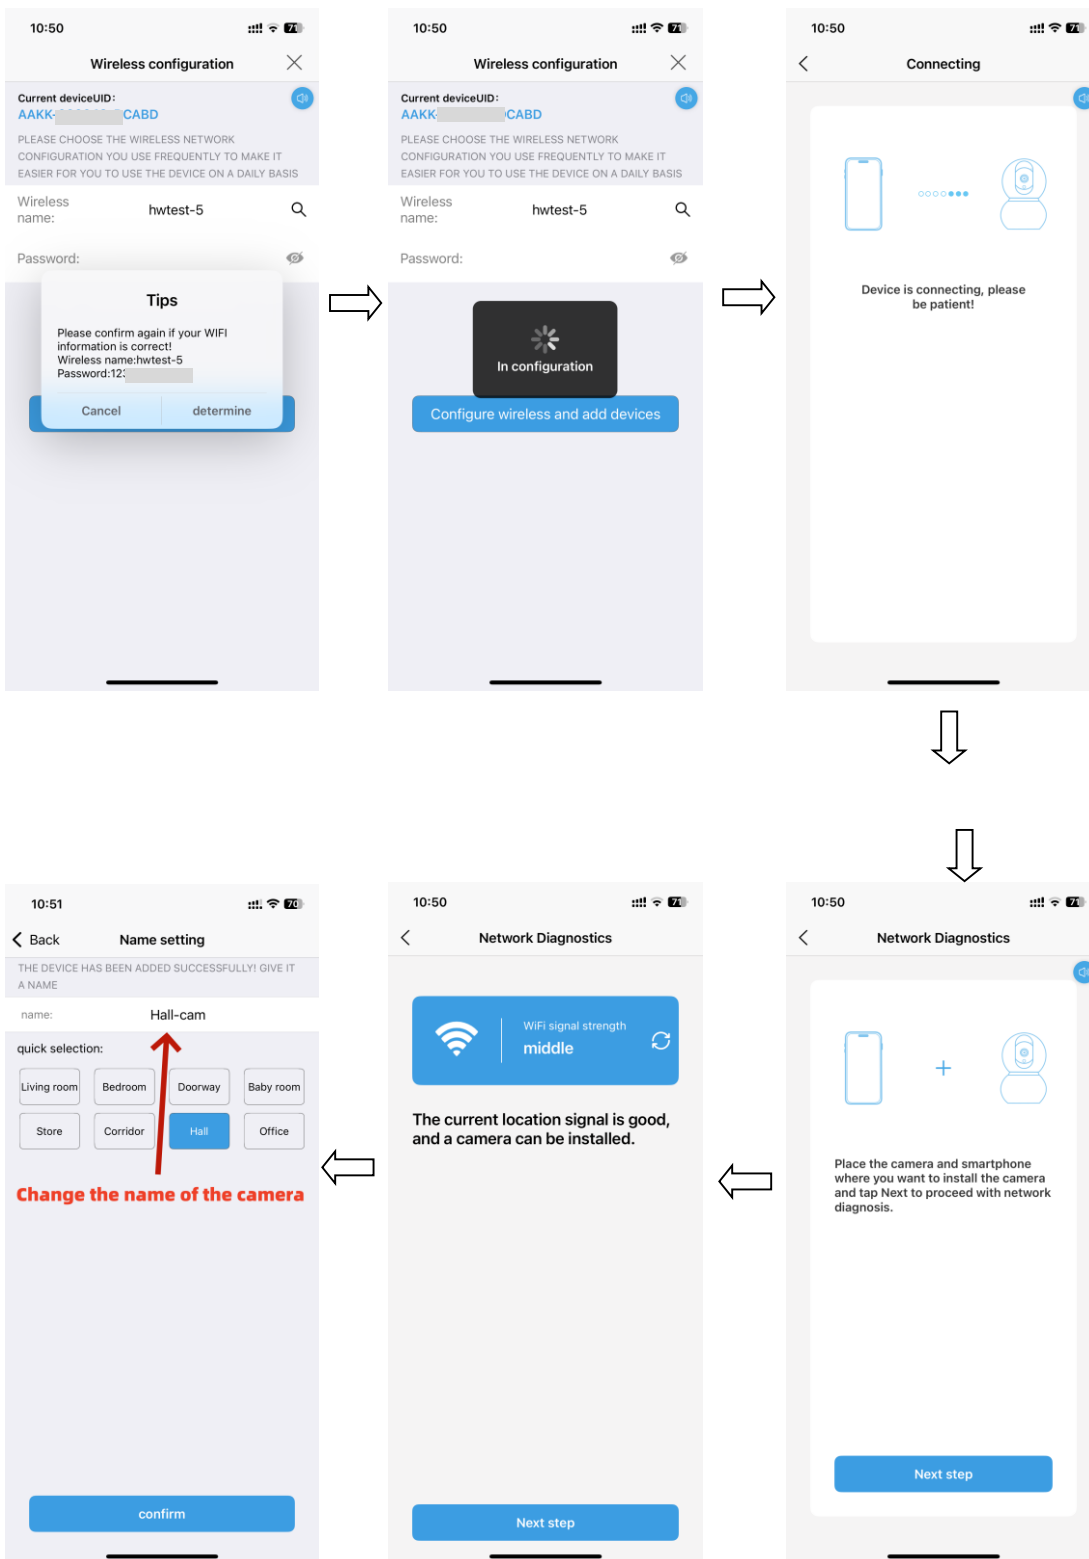 10:50
71
Wireless configuration
Current deviceUID:
AAKK-
CABD
PLEASE CHOOSE THE WIRELESS NETWORK
CONFIGURATION YOU USE FREQUENTLY TO MAKE IT
EASIER FOR YOU TO USE THE DEVICE ON A DAILY BASIS
Wireless
name:
hwtest-5
Password:
Tips
Please confirm again if your WIFI
information is correct!
Wireless name:hwtest-5
Password:12
Cancel
determine
10:50
71
Wireless configuration
Current deviceUID:
AAKK-
CABD
PLEASE CHOOSE THE WIRELESS NETWORK
CONFIGURATION YOU USE FREQUENTLY TO MAKE IT
EASIER FOR YOU TO USE THE DEVICE ON A DAILY BASIS
Wireless
name:
hwtest-5
Password:
In configuration
Configure wireless and add devices
10:50
71
Connecting
Device is connecting, please
be patient!
10:50
71
Network Diagnostics
Place the camera and smartphone
where you want to install the camera
and tap Next to proceed with network
diagnosis.
Next step
10:50
71
Network Diagnostics
WiFi signal strength
middle
The current location signal is good,
and a camera can be installed.
Next step
10:51
70
Back
Name setting
THE DEVICE HAS BEEN ADDED SUCCESSFULLY! GIVE IT
A NAME
name:
Hall-cam
quick selection:
Living room
Bedroom
Doorway
Baby room
Store
Corridor
Hall
Office
Change the name of the camera
confirm